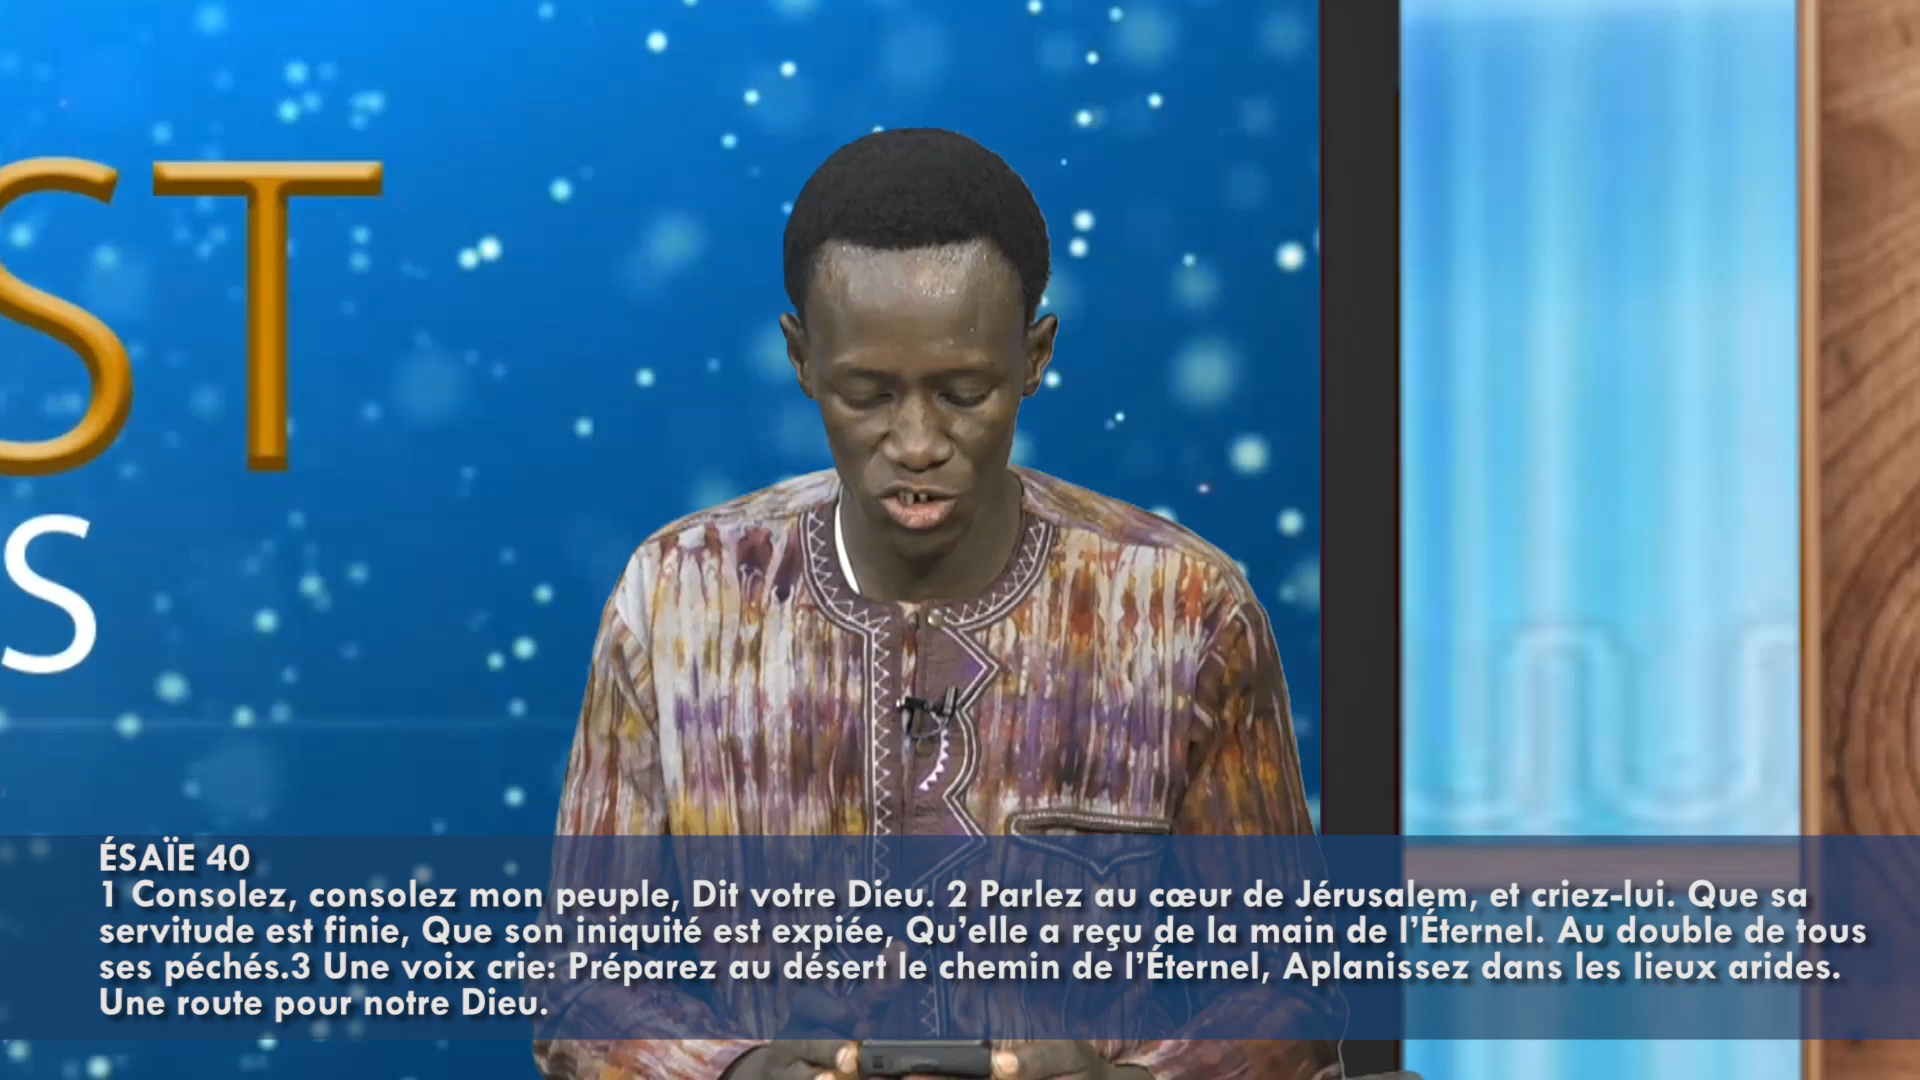 ST
S
ÉSAÏE 40
1 Consolez, consolez mon peuple, Dit votre Dieu. 2 Parlez au cœur de Jérusalem, et criez-lui. Que sa
servitude est finie, Que son iniquité est expiée, Qu’elle a reçu de la main de l’Éternel. Au double de tous
ses péchés.3 Une voix crie: Préparez au désert le chemin de l’Éternel, Aplanissez dans les lieux arides.
Une route pour notre Dieu.